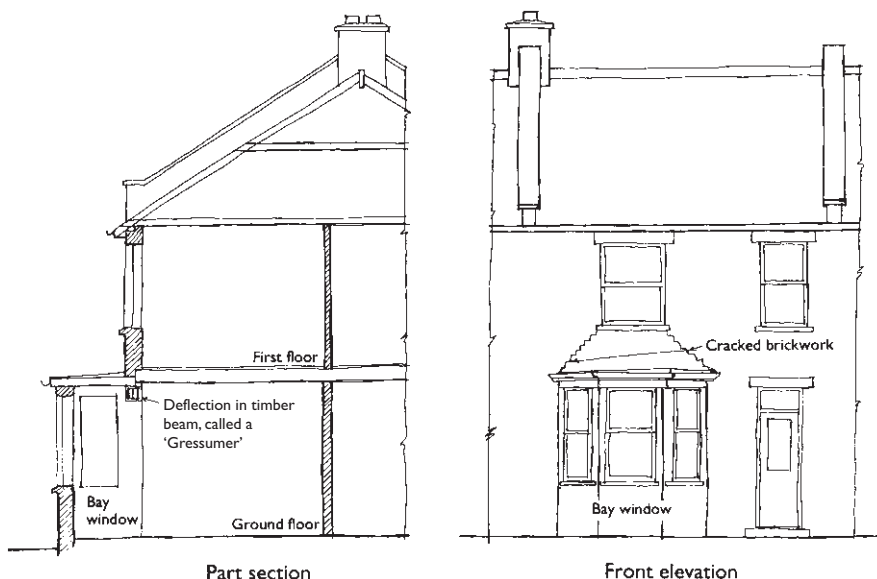 First floor
Deflection in timber
beam, called a
‘Gressumer’
Bay
window
Ground floor
Part section
Cracked brickwork
Bay window
Front elevation